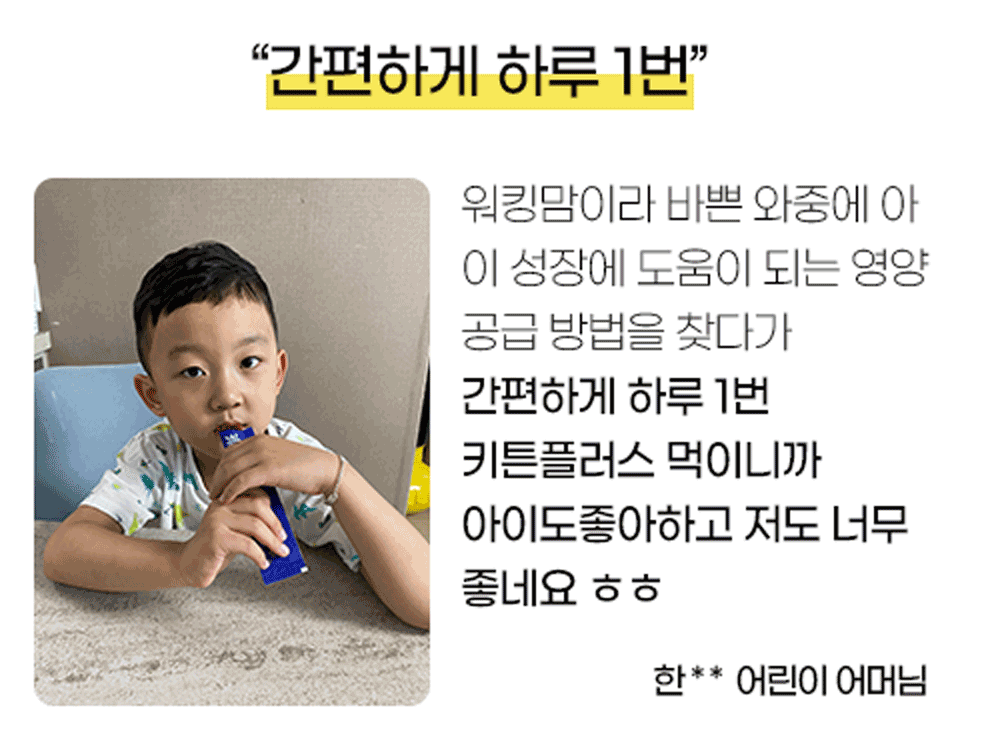 “간편하게 하루 1번”
워킹맘이라 바쁜 와중에 아
이 성장에 도움이 되는 영양
공급 방법을 찾다가
간편하게 하루 1번
키튼플러스 먹이니까
아이도좋아하고 저도 너무
좋네요 ㅎㅎ
한** 어린이 어머님